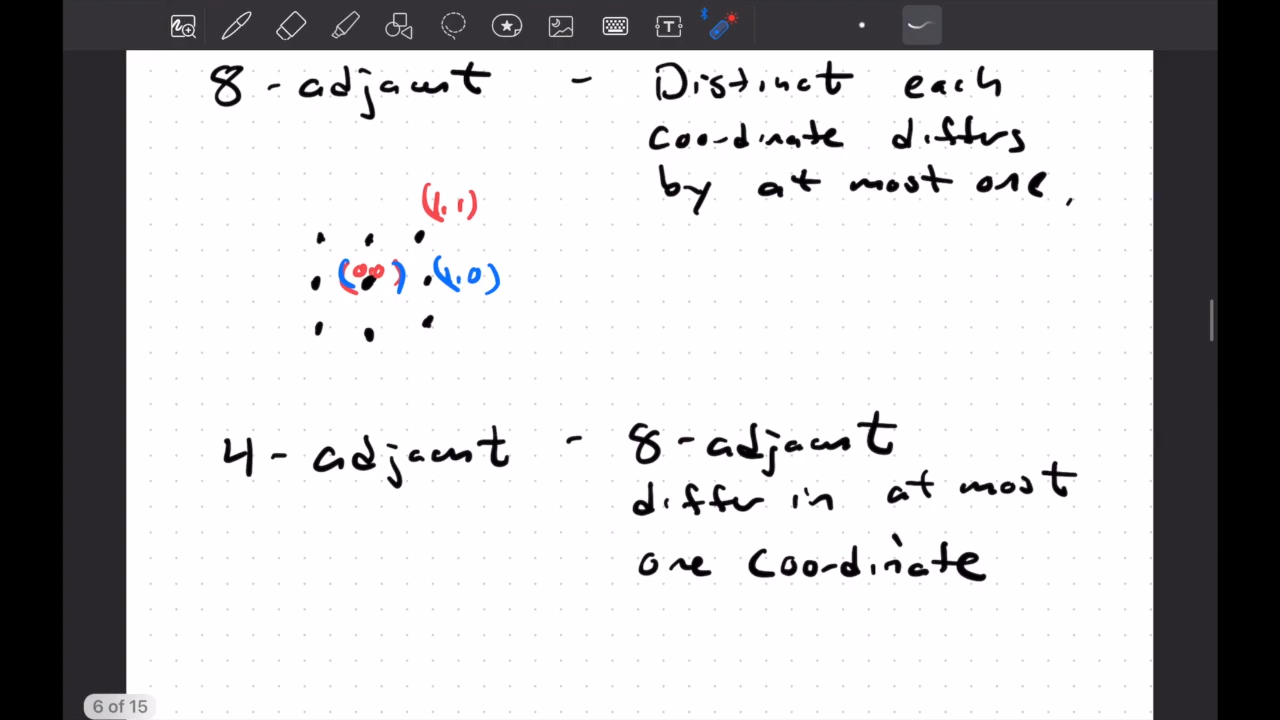 8-adjacent - Distinct each
coordinate differs
by at most one.
(1,1)
(0,0) (1,0)
4-adjacent - 8-adjacent
differ in at most
one coordinate
6 of 15